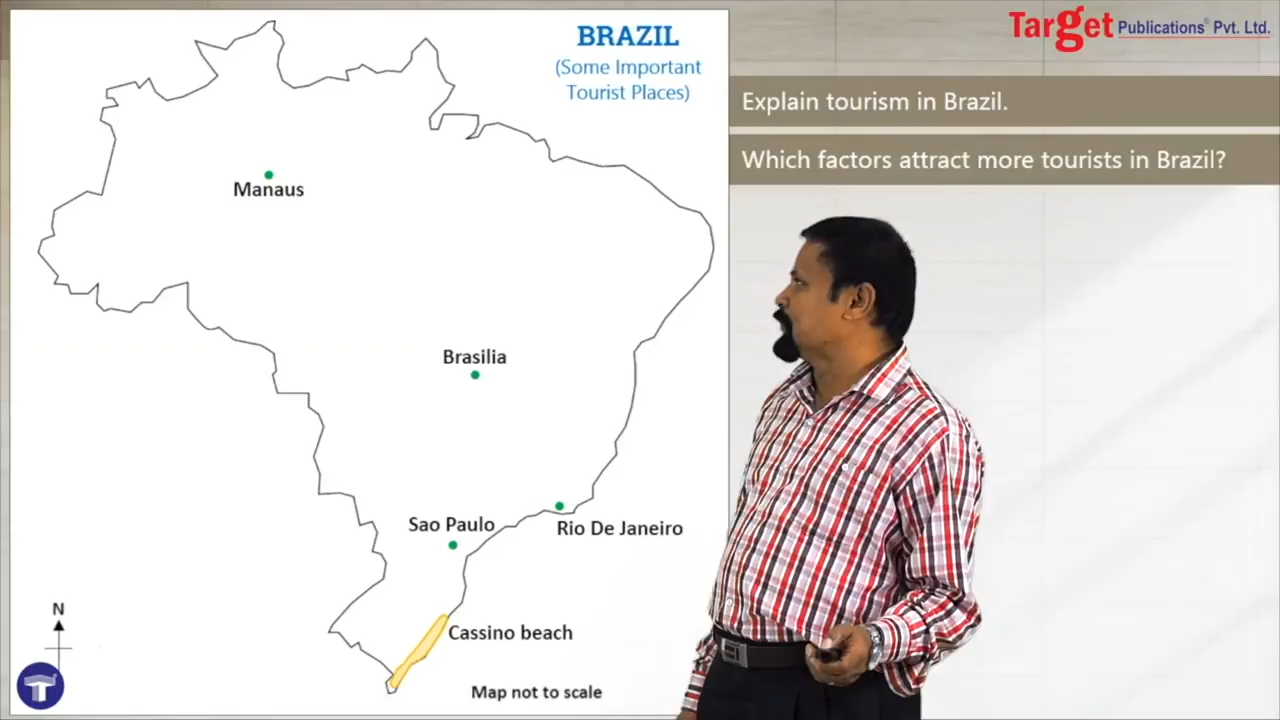 BRAZIL
(Some Important
Tourist Places)
Manaus
Brasilia
Sao Paulo
Rio De Janeiro
Cassino beach
N
Map not to scale
Target Publications® Pvt. Ltd.
Explain tourism in Brazil.
Which factors attract more tourists in Brazil?